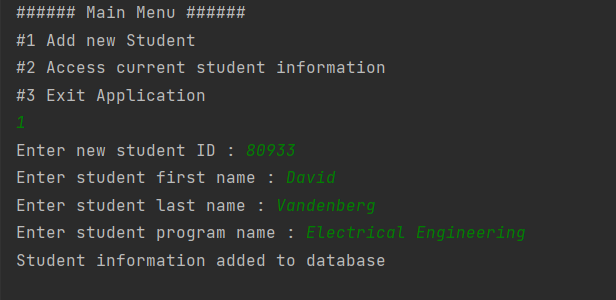 ###### Main Menu ######
#1 Add new Student
#2 Access current student information
#3 Exit Application
1
Enter new student ID : 80933
Enter student first name : David
Enter student last name : Vandenberg
Enter student program name : Electrical Engineering
Student information added to database